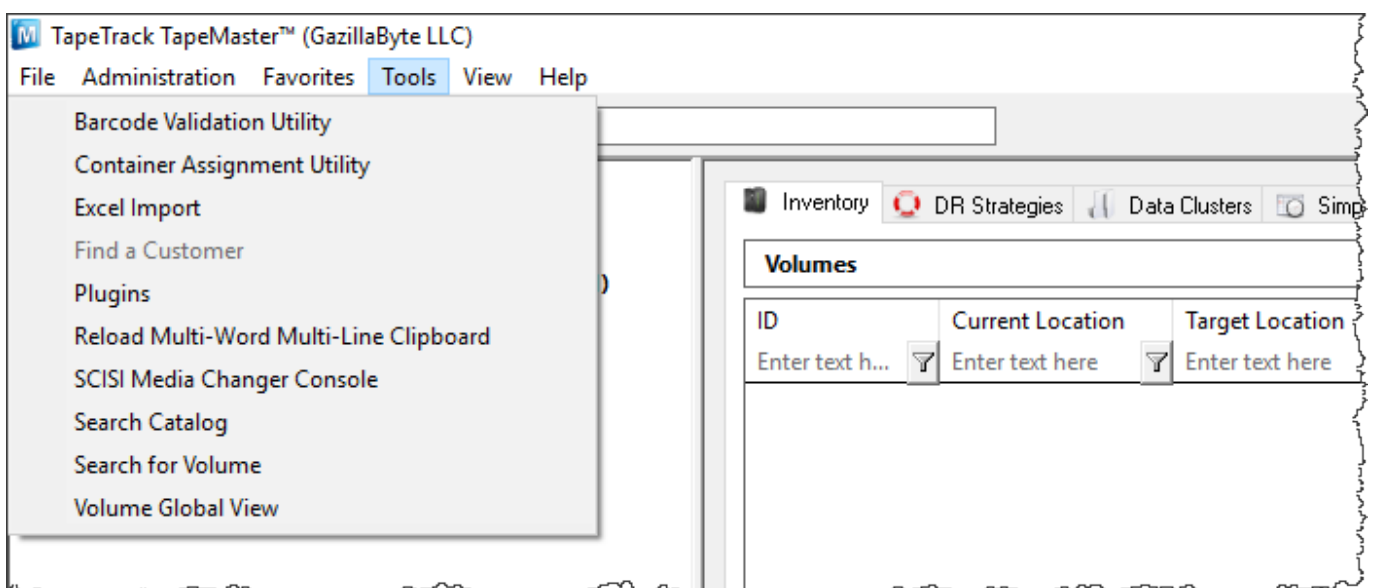 TapeTrack TapeMaster™ (GazillaByte LLC)
File Administration Favorites Tools View Help
Barcode Validation Utility
Container Assignment Utility
Excel Import
Find a Customer
Plugins
Reload Multi-Word Multi-Line Clipboard
SCISI Media Changer Console
Search Catalog
Search for Volume
Volume Global View
)
Inventory DR Strategies Data Clusters Simp
Volumes
ID Current Location Target Location
Enter text h... Enter text here Enter text here